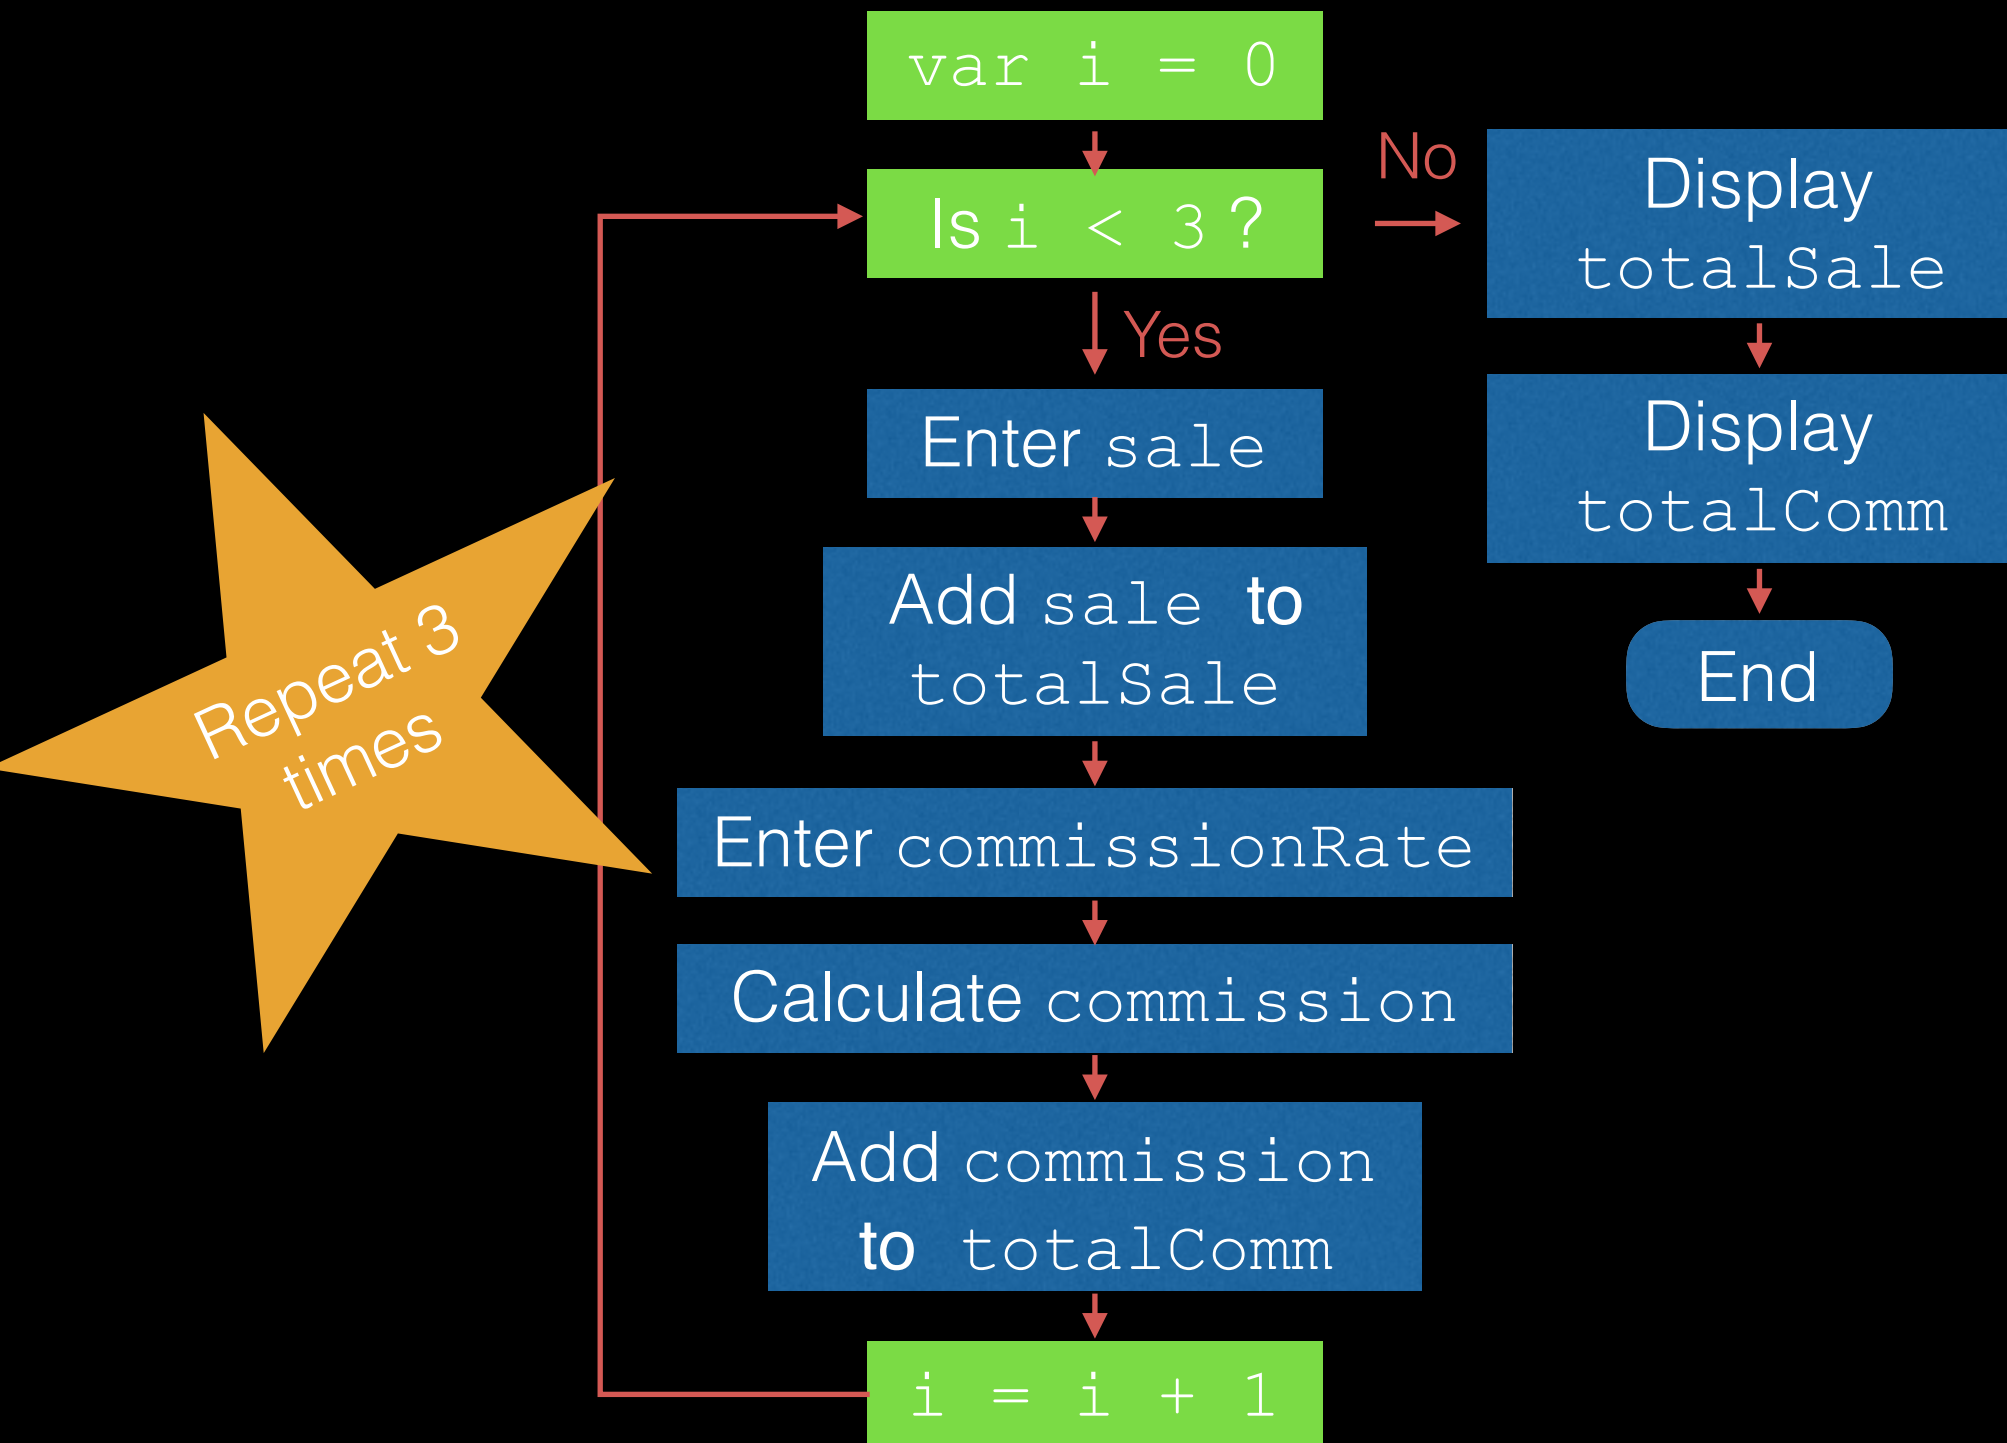 var i = 0
Is i < 3?
No
Yes
Enter sale
Add sale to
totalSale
Enter commissionRate
Calculate commission
Add commission
to totalComm
i = i + 1
Display
totalSale
Display
totalComm
End
Repeat 3
times